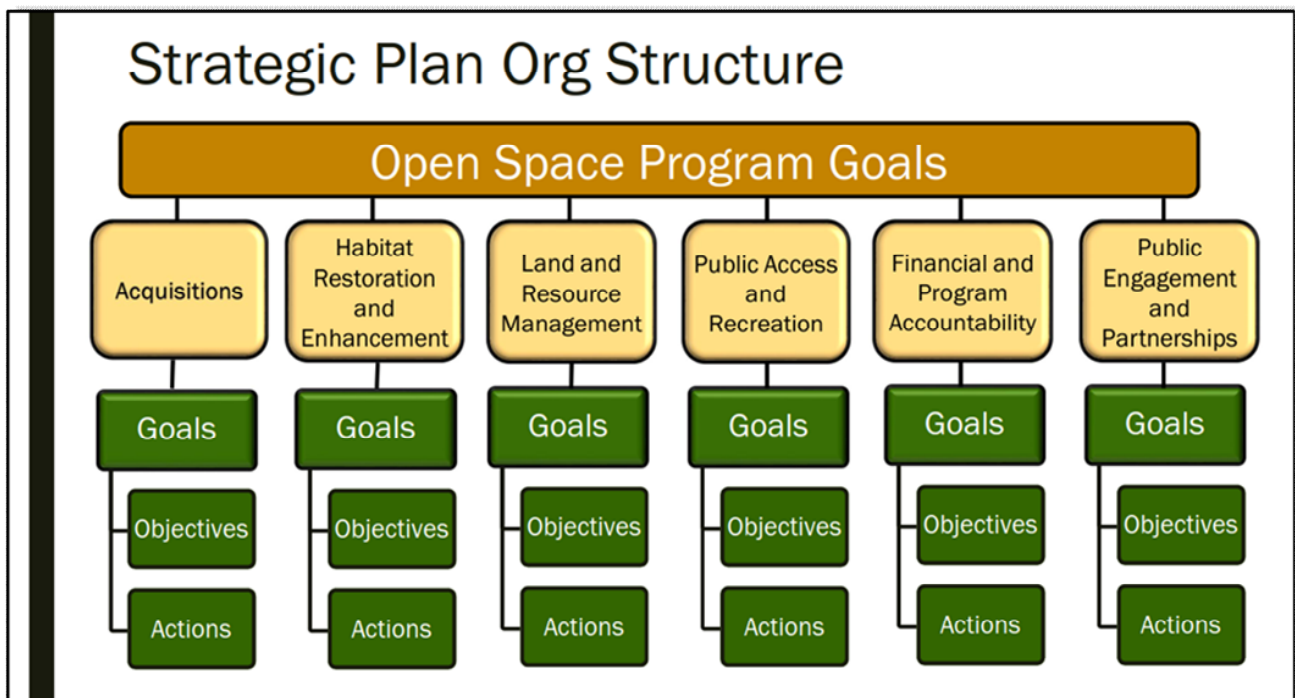 Strategic Plan Org Structure
Open Space Program Goals
Acquisitions
Habitat
Restoration
and
Enhancement
Land and
Resource
Management
Public Access
and
Recreation
Financial and
Program
Accountability
Public
Engagement
and
Partnerships
Goals
Goals
Goals
Goals
Goals
Goals
Objectives
Objectives
Objectives
Objectives
Objectives
Objectives
Actions
Actions
Actions
Actions
Actions
Actions